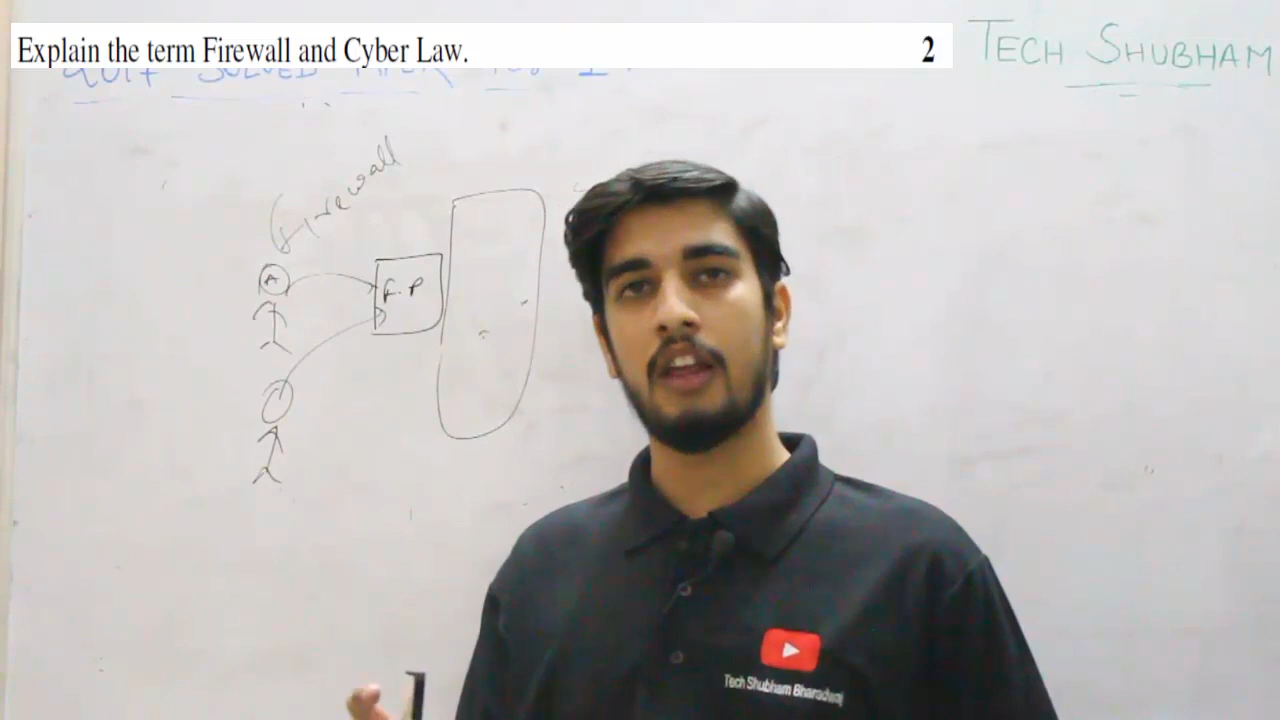 Explain the term Firewall and Cyber Law. 2
TECH SHUBHAM
Firewall
A
F.P
Tech Shubham Bharadwaj